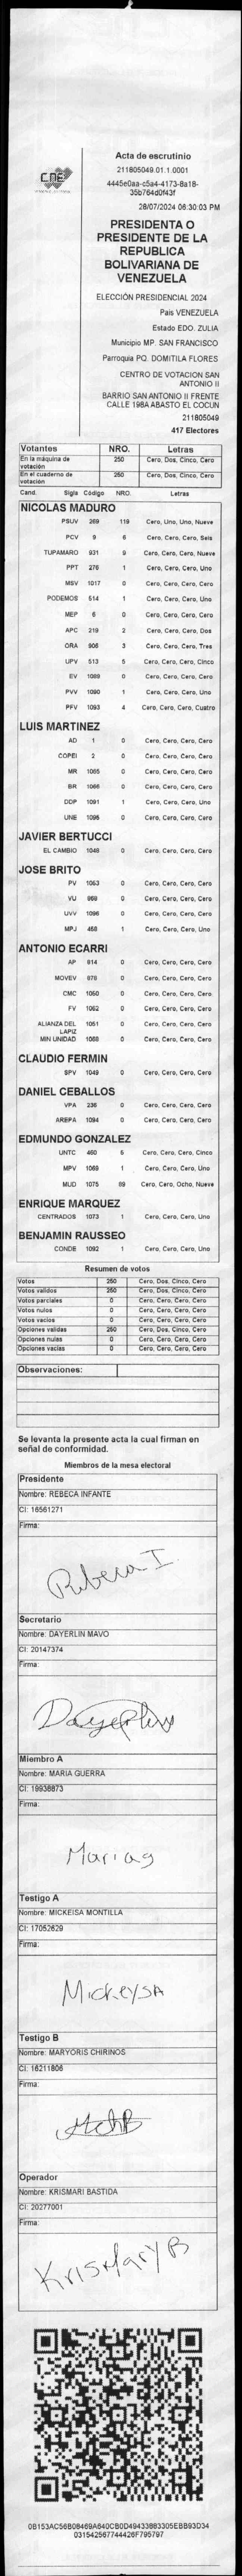 CNE
Acta de escrutinio
211805049.01.1.0001
4445e0aa-c5a4-4173-8a18-
35b764d0f43f
28/07/2024 06:30:03 PM
PRESIDENTA O
PRESIDENTE DE LA
REPUBLICA
BOLIVARIANA DE
VENEZUELA
ELECCIÓN PRESIDENCIAL 2024
País VENEZUELA
Estado EDO. ZULIA
Municipio MP. SAN FRANCISCO
Parroquia PQ. DOMITILA FLORES
CENTRO DE VOTACION SAN
ANTONIO II
BARRIO SAN ANTONIO II FRENTE
CALLE 198A ABASTO EL COCUN
211805049
417 Electores
Votantes NRO. Letras
En la máquina de votación 250 Cero, Dos, Cinco, Cero
En el cuaderno de votación 250 Cero, Dos, Cinco, Cero
Cand. Sigla Código NRO. Letras
NICOLAS MADURO
PSUV 269 119 Cero, Uno, Uno, Nueve
PCV 9 6 Cero, Cero, Cero, Seis
TUPAMARO 931 9 Cero, Cero, Cero, Nueve
PPT 278 1 Cero, Cero, Cero, Uno
MSV 1017 0 Cero, Cero, Cero, Cero
PODEMOS 514 1 Cero, Cero, Cero, Uno
MEP 6 0 Cero, Cero, Cero, Cero
APC 219 2 Cero, Cero, Cero, Dos
ORA 906 3 Cero, Cero, Cero, Tres
UPV 513 5 Cero, Cero, Cero, Cinco
EV 1089 0 Cero, Cero, Cero, Cero
PVV 1090 1 Cero, Cero, Cero, Uno
PFV 1093 4 Cero, Cero, Cero, Cuatro
LUIS MARTINEZ
AD 1 0 Cero, Cero, Cero, Cero
COPEI 2 0 Cero, Cero, Cero, Cero
MR 1065 0 Cero, Cero, Cero, Cero
BR 1066 0 Cero, Cero, Cero, Cero
DDP 1091 1 Cero, Cero, Cero, Uno
UNE 1095 0 Cero, Cero, Cero, Cero
JAVIER BERTUCCI
EL CAMBIO 1048 0 Cero, Cero, Cero, Cero
JOSE BRITO
PV 1053 0 Cero, Cero, Cero, Cero
VU 868 0 Cero, Cero, Cero, Cero
UVV 1096 0 Cero, Cero, Cero, Cero
MPJ 458 1 Cero, Cero, Cero, Uno
ANTONIO ECARRI
AP 914 0 Cero, Cero, Cero, Cero
MOVEV 878 0 Cero, Cero, Cero, Cero
CMC 1050 0 Cero, Cero, Cero, Cero
FV 1062 0 Cero, Cero, Cero, Cero
ALIANZA DEL LAPIZ 1051 0 Cero, Cero, Cero, Cero
MIN UNIDAD 1068 0 Cero, Cero, Cero, Cero
CLAUDIO FERMIN
SPV 1049 0 Cero, Cero, Cero, Cero
DANIEL CEBALLOS
VPA 236 0 Cero, Cero, Cero, Cero
AREPA 1094 0 Cero, Cero, Cero, Cero
EDMUNDO GONZALEZ
UNTC 460 5 Cero, Cero, Cero, Cinco
MPV 1069 1 Cero, Cero, Cero, Uno
MUD 1075 89 Cero, Cero, Ocho, Nueve
ENRIQUE MARQUEZ
CENTRADOS 1073 1 Cero, Cero, Cero, Uno
BENJAMIN RAUSSEO
CONDE 1092 1 Cero, Cero, Cero, Uno
Resumen de votos
Votos 250 Cero, Dos, Cinco, Cero
Votos validos 250 Cero, Dos, Cinco, Cero
Votos parciales 0 Cero, Cero, Cero, Cero
Votos nulos 0 Cero, Cero, Cero, Cero
Votos vacios 0 Cero, Cero, Cero, Cero
Opciones validas 250 Cero, Dos, Cinco, Cero
Opciones nulas 0 Cero, Cero, Cero, Cero
Opciones vacias 0 Cero, Cero, Cero, Cero
Observaciones:
Se levanta la presente acta la cual firman en
señal de conformidad.
Miembros de la mesa electoral
Presidente
Nombre: REBECA INFANTE
CI: 16561271
Firma:
Rebeca I.
Secretario
Nombre: DAYERLIN MAVO
CI: 20147374
Firma:
Dayerlin
Miembro A
Nombre: MARIA GUERRA
CI: 19936873
Firma:
Maria g
Testigo A
Nombre: MICKEISA MONTILLA
CI: 17052629
Firma:
MickeySA
Testigo B
Nombre: MARYORIS CHIRINOS
CI: 16211806
Firma:
Operador
Nombre: KRISMARI BASTIDA
CI: 20277001
Firma:
KrisMary B
0B153AC56B08469A640CB0D49433883305EBB93D34
031542567744426F795797